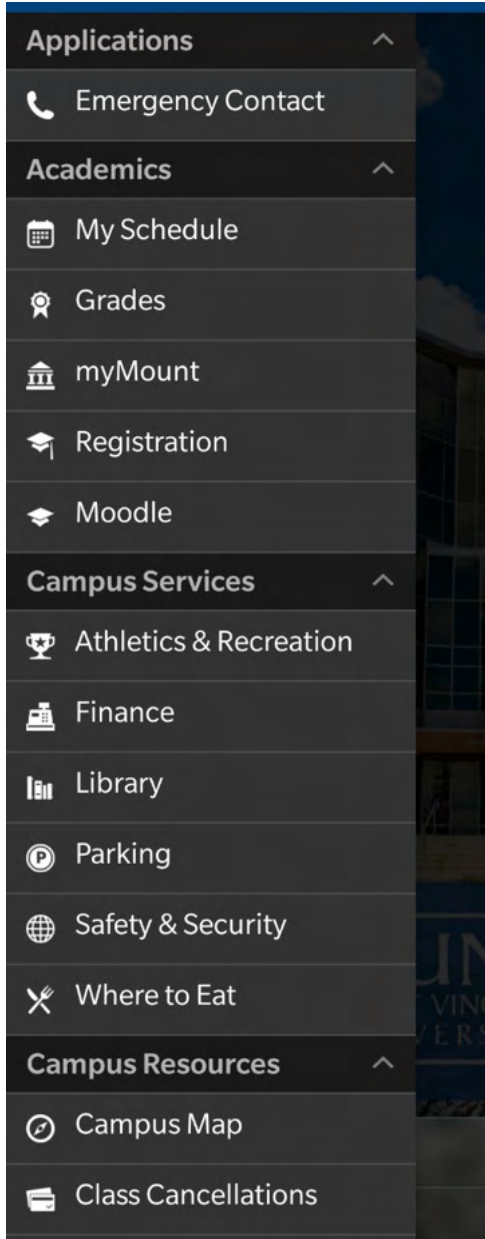 Applications
Emergency Contact
Academics
My Schedule
Grades
myMount
Registration
Moodle
Campus Services
Athletics & Recreation
Finance
Library
Parking
Safety & Security
Where to Eat
Campus Resources
Campus Map
Class Cancellations